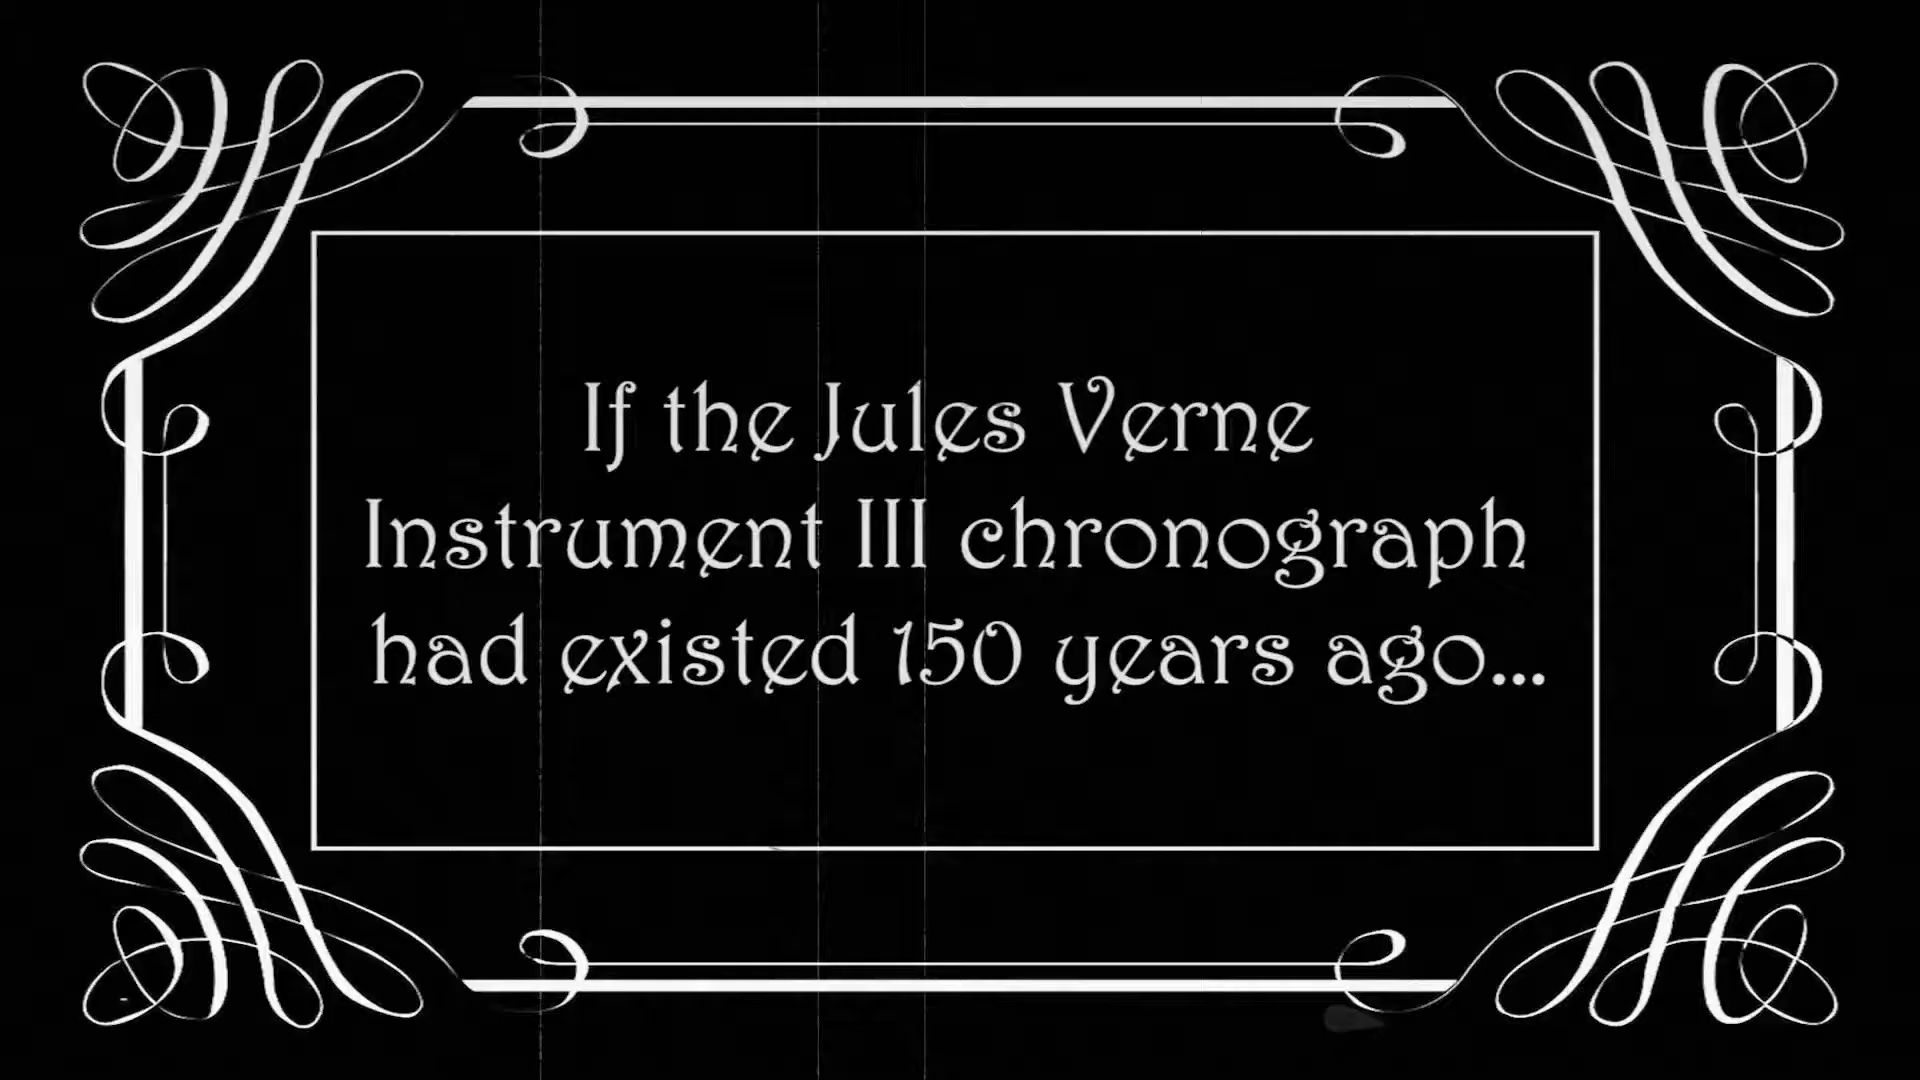 If the Jules Verne
Instrument III chronograph
had existed 150 years ago...